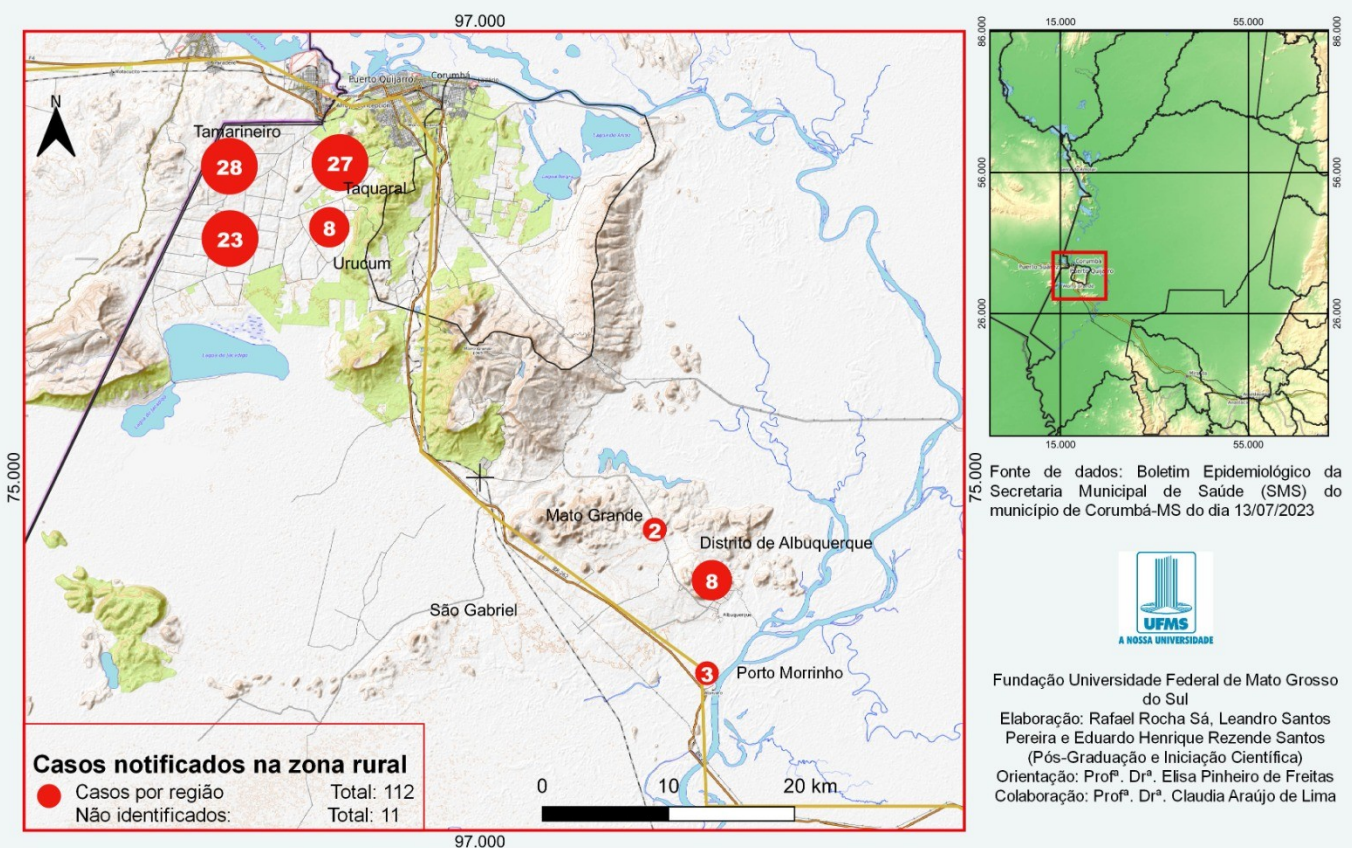 97.000
N
Puerto Quijarro
Corumbá
Tamarineiro
28
27
Taquaral
23
8
Urucum
75.000
Mato Grande
2
Distrito de Albuquerque
8
Albuquerque
São Gabriel
3
Porto Morrinho
Casos notificados na zona rural
Casos por região Total: 112
Não identificados: Total: 11
0 10 20 km
97.000
75.000
15.000 55.000
86.000
86.000
56.000
56.000
26.000
26.000
Corumbá
Puerto Quijarro
15.000 55.000
Fonte de dados: Boletim Epidemiológico da
Secretaria Municipal de Saúde (SMS) do
município de Corumbá-MS do dia 13/07/2023
UFMS
A NOSSA UNIVERSIDADE
Fundação Universidade Federal de Mato Grosso
do Sul
Elaboração: Rafael Rocha Sá, Leandro Santos
Pereira e Eduardo Henrique Rezende Santos
(Pós-Graduação e Iniciação Científica)
Orientação: Profª. Drª. Elisa Pinheiro de Freitas
Colaboração: Profª. Drª. Claudia Araújo de Lima